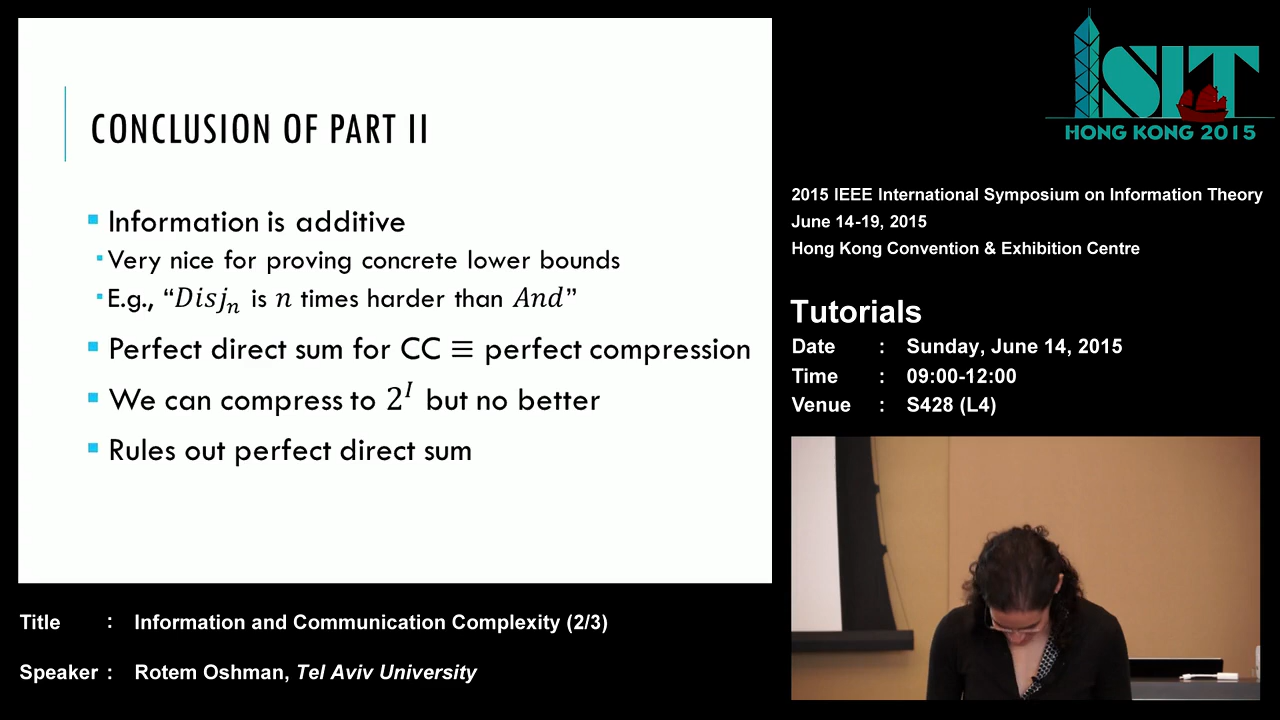 CONCLUSION OF PART II
Information is additive
Very nice for proving concrete lower bounds
E.g., “Disjₙ is n times harder than And”
Perfect direct sum for CC ≡ perfect compression
We can compress to 2ᴵ but no better
Rules out perfect direct sum
ISIT
HONG KONG 2015
2015 IEEE International Symposium on Information Theory
June 14-19, 2015
Hong Kong Convention & Exhibition Centre
Tutorials
Date : Sunday, June 14, 2015
Time : 09:00-12:00
Venue : S428 (L4)
Title : Information and Communication Complexity (2/3)
Speaker : Rotem Oshman, Tel Aviv University